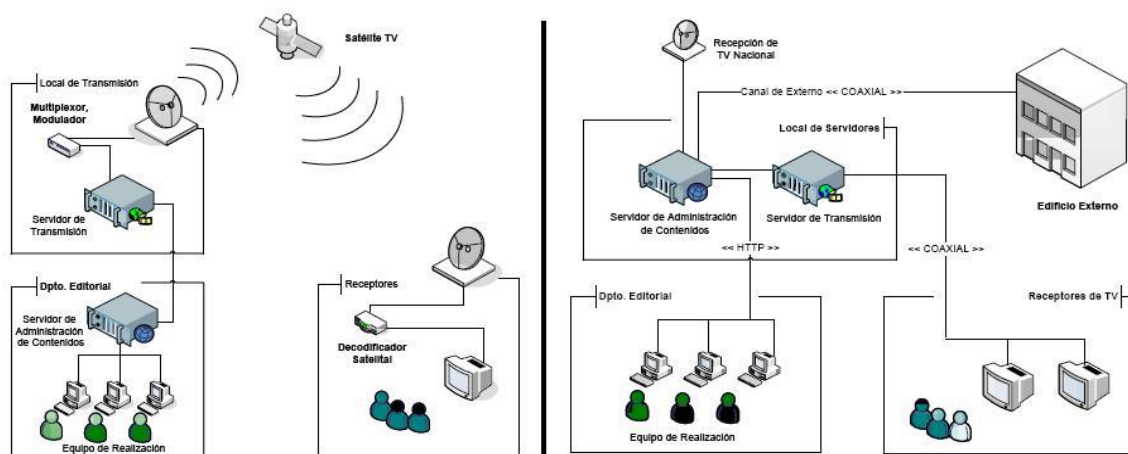 Satélite TV
Local de Transmisión
Multiplexor,
Modulador
Servidor de
Transmisión
Dpto. Editorial
Servidor de
Administración
de Contenidos
Equipo de Realización
Receptores
Decodificador
Satelital
Recepción de
TV Nacional
Canal de Externo << COAXIAL >>
Local de Servidores
Servidor de Administración
de Contenidos
Servidor de Transmisión
Edificio Externo
<< HTTP >>
<< COAXIAL >>
Dpto. Editorial
Equipo de Realización
Receptores de TV